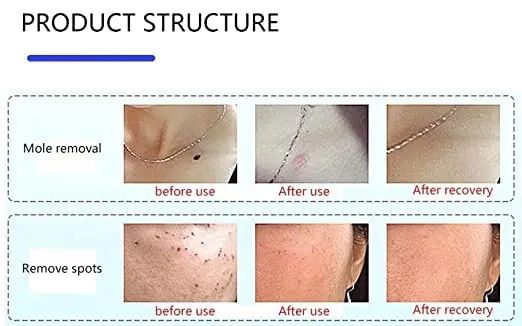 PRODUCT STRUCTURE
Mole removal
before use
After use
After recovery
Remove spots
before use
After use
After recovery